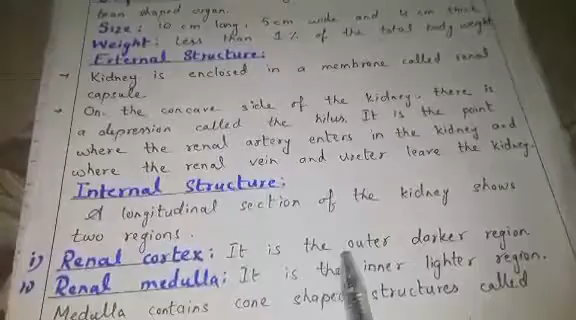 bean shaped organ.
Size: 10 cm long, 5 cm wide and 4 cm thick
Weight: Less than 1% of the total body weight
External Structure:
→ Kidney is enclosed in a membrane called renal
capsule.
→ On the concave side of the kidney, there is
a depression called the hilus. It is the point
where the renal artery enters in the kidney and
where the renal vein and ureter leave the kidney.
Internal Structure:
A longitudinal section of the kidney shows
two regions.
i) Renal cortex: It is the outer darker region.
ii) Renal medulla: It is the inner lighter region.
Medulla contains cone shaped structures called